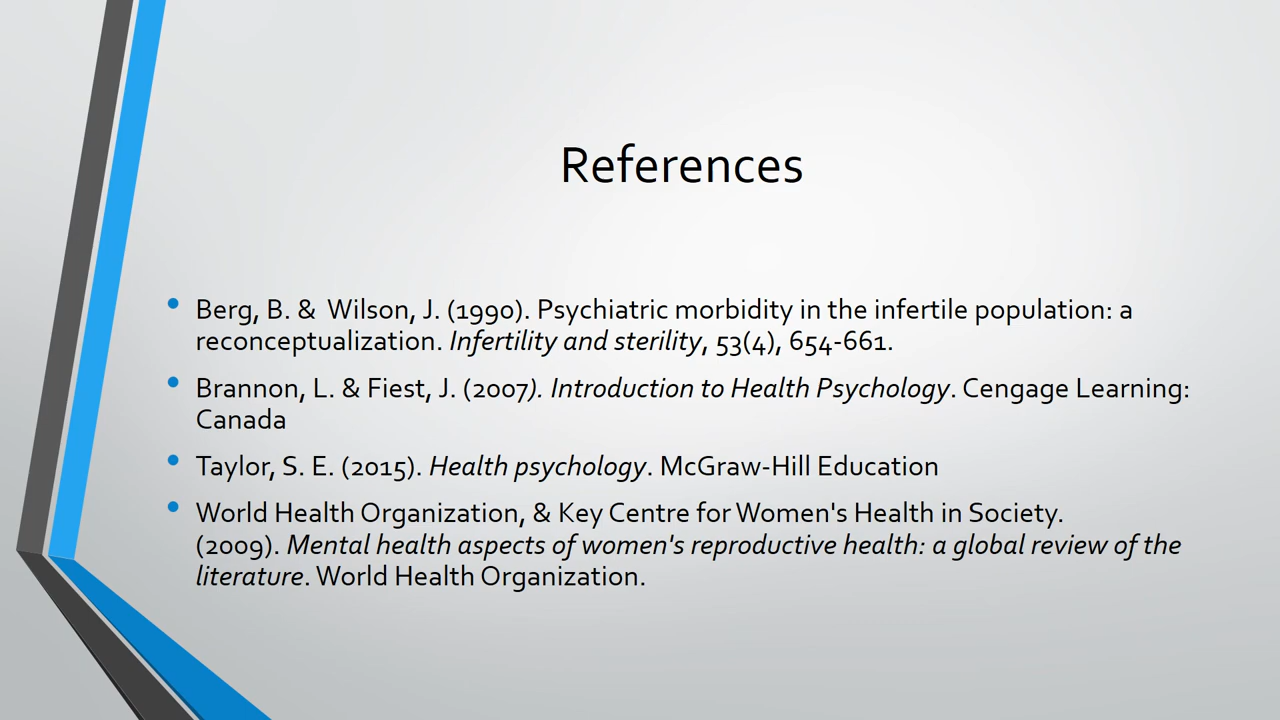 References
• Berg, B. &  Wilson, J. (1990). Psychiatric morbidity in the infertile population: a
reconceptualization. Infertility and sterility, 53(4), 654-661.
• Brannon, L. & Fiest, J. (2007). Introduction to Health Psychology. Cengage Learning:
Canada
• Taylor, S. E. (2015). Health psychology. McGraw-Hill Education
• World Health Organization, & Key Centre for Women's Health in Society.
(2009). Mental health aspects of women's reproductive health: a global review of the
literature. World Health Organization.